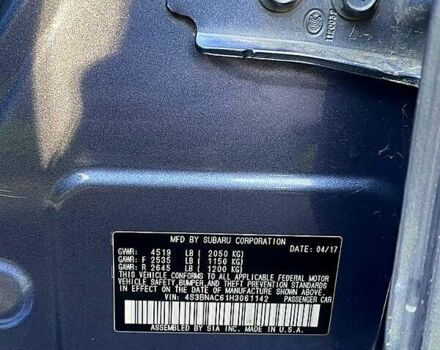 MFD. BY SUBARU CORPORATION DATE: 04/17
GVWR: 4519 LB ( 2050 KG)
GAWR: F 2535 LB ( 1150 KG)
GAWR: R 2645 LB ( 1200 KG)
THIS VEHICLE CONFORMS TO ALL APPLICABLE FEDERAL MOTOR
VEHICLE SAFETY, BUMPER, AND THEFT PREVENTION STANDARDS
IN EFFECT ON THE DATE OF MANUFACTURE SHOWN ABOVE.
VIN: 4S3BNAC61H3061142 PASSENGER CAR
ASSEMBLED BY SIA INC. MADE IN U.S.A.